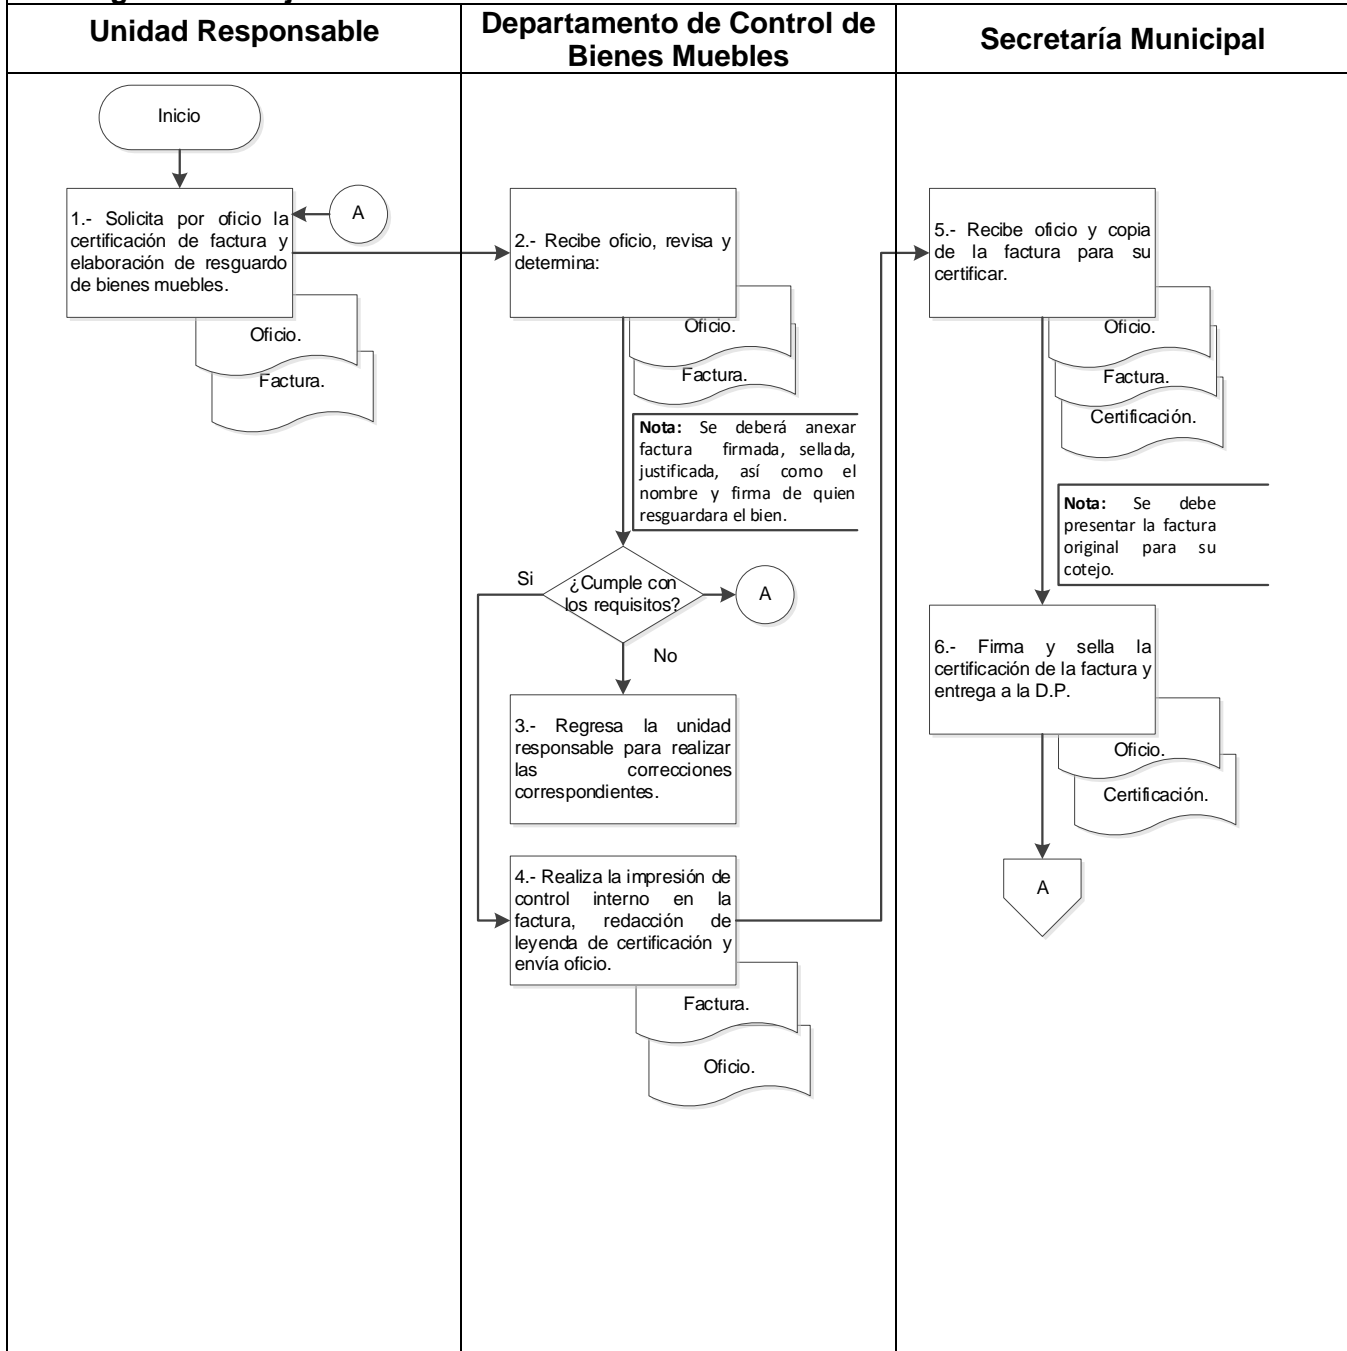 Unidad Responsable
Departamento de Control de
Bienes Muebles
Secretaría Municipal
Inicio
1.- Solicita por oficio la
certificación de factura y
elaboración de resguardo
de bienes muebles.
A
Oficio.
Factura.
2.- Recibe oficio, revisa y
determina:
Oficio.
Factura.
Nota: Se deberá anexar
factura firmada, sellada,
justificada, así como el
nombre y firma de quien
resguardara el bien.
Si
¿Cumple con
los requisitos?
A
No
3.- Regresa la unidad
responsable para realizar
las correcciones
correspondientes.
4.- Realiza la impresión de
control interno en la
factura, redacción de
leyenda de certificación y
envía oficio.
Factura.
Oficio.
5.- Recibe oficio y copia
de la factura para su
certificar.
Oficio.
Factura.
Certificación.
Nota: Se debe
presentar la factura
original para su
cotejo.
6.- Firma y sella la
certificación de la factura y
entrega a la D.P.
Oficio.
Certificación.
A